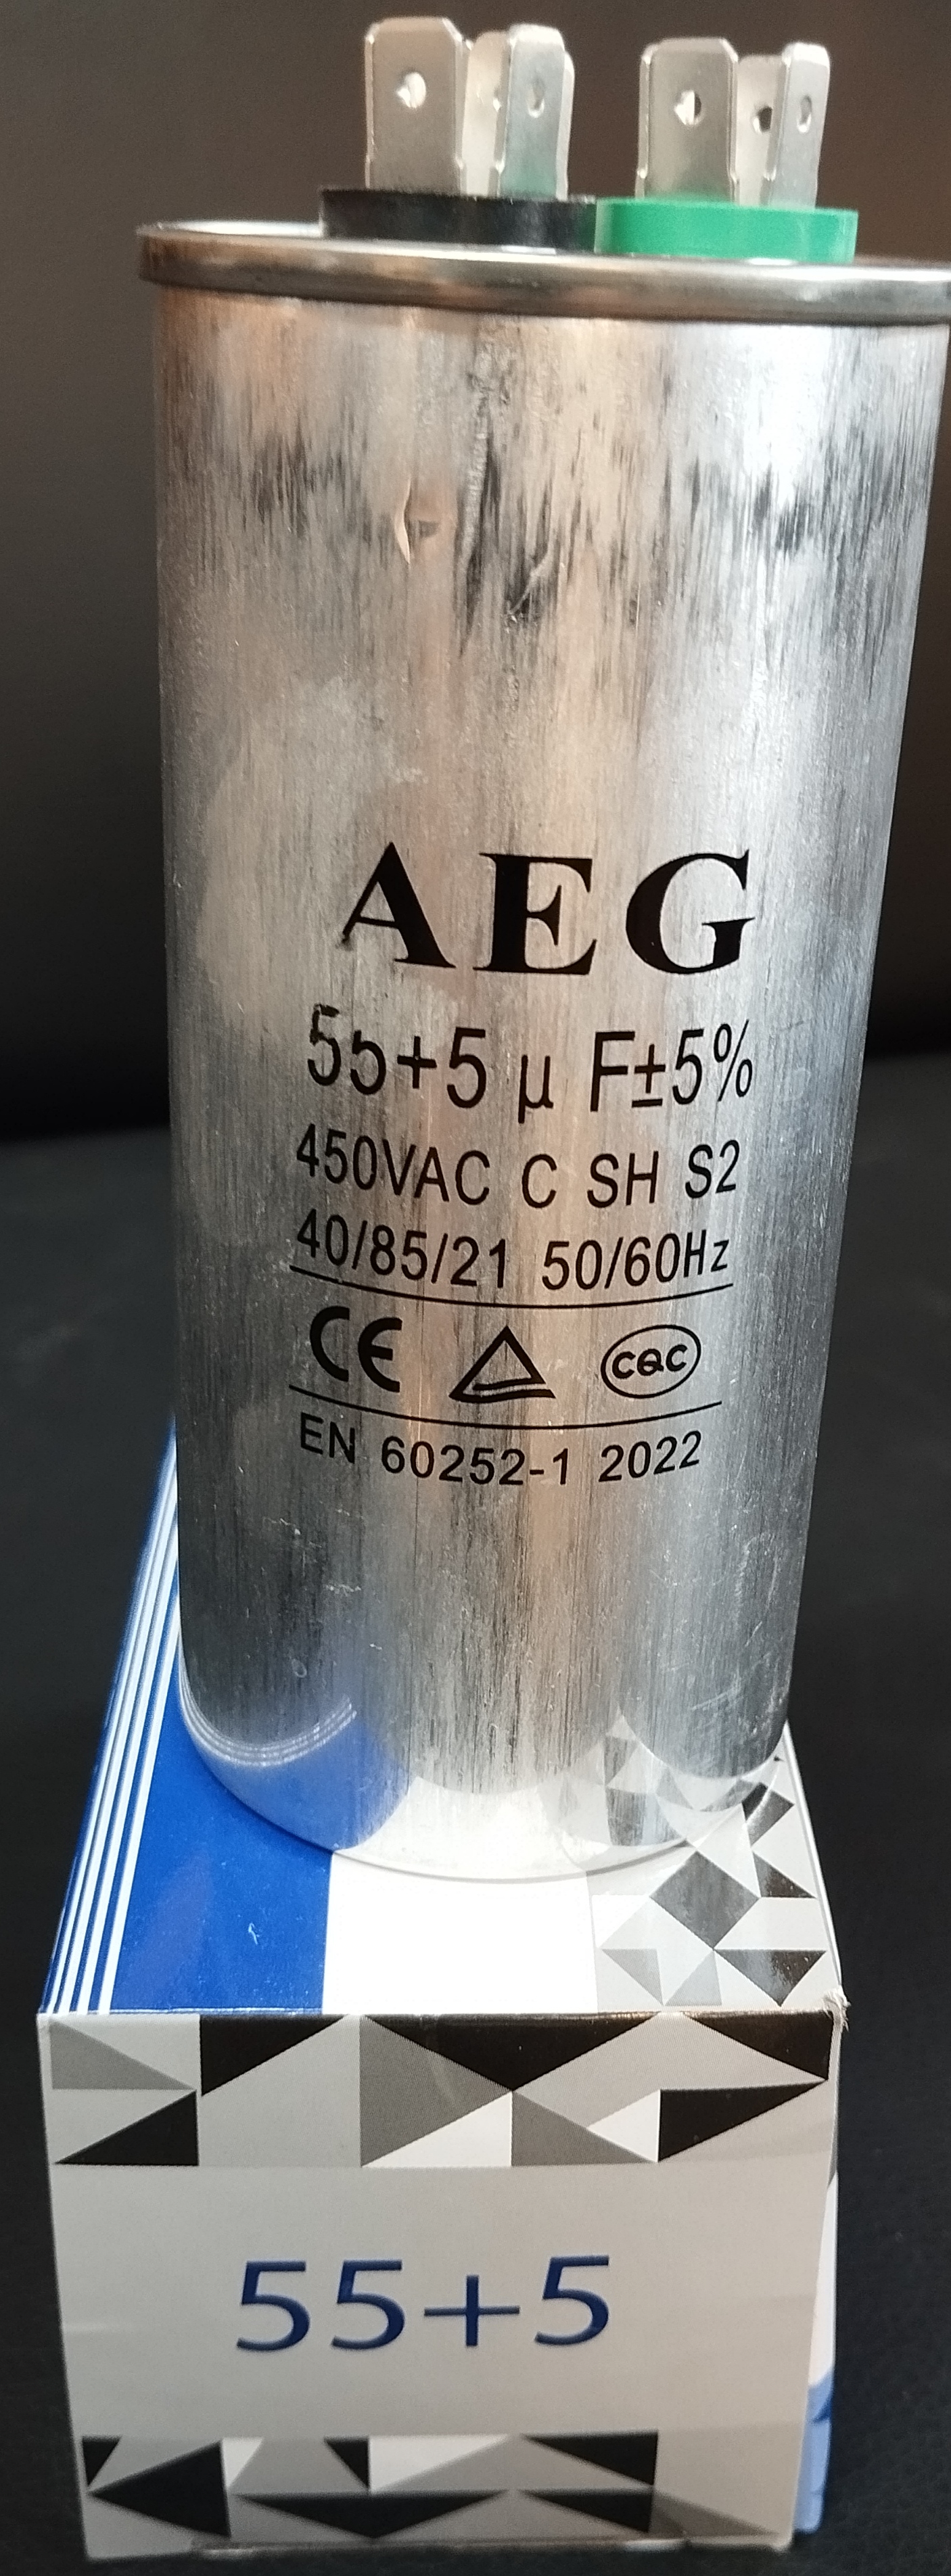 AEG
55+5 μ F±5%
450VAC C SH S2
40/85/21 50/60Hz
CE CQC
EN 60252-1 2022
55+5